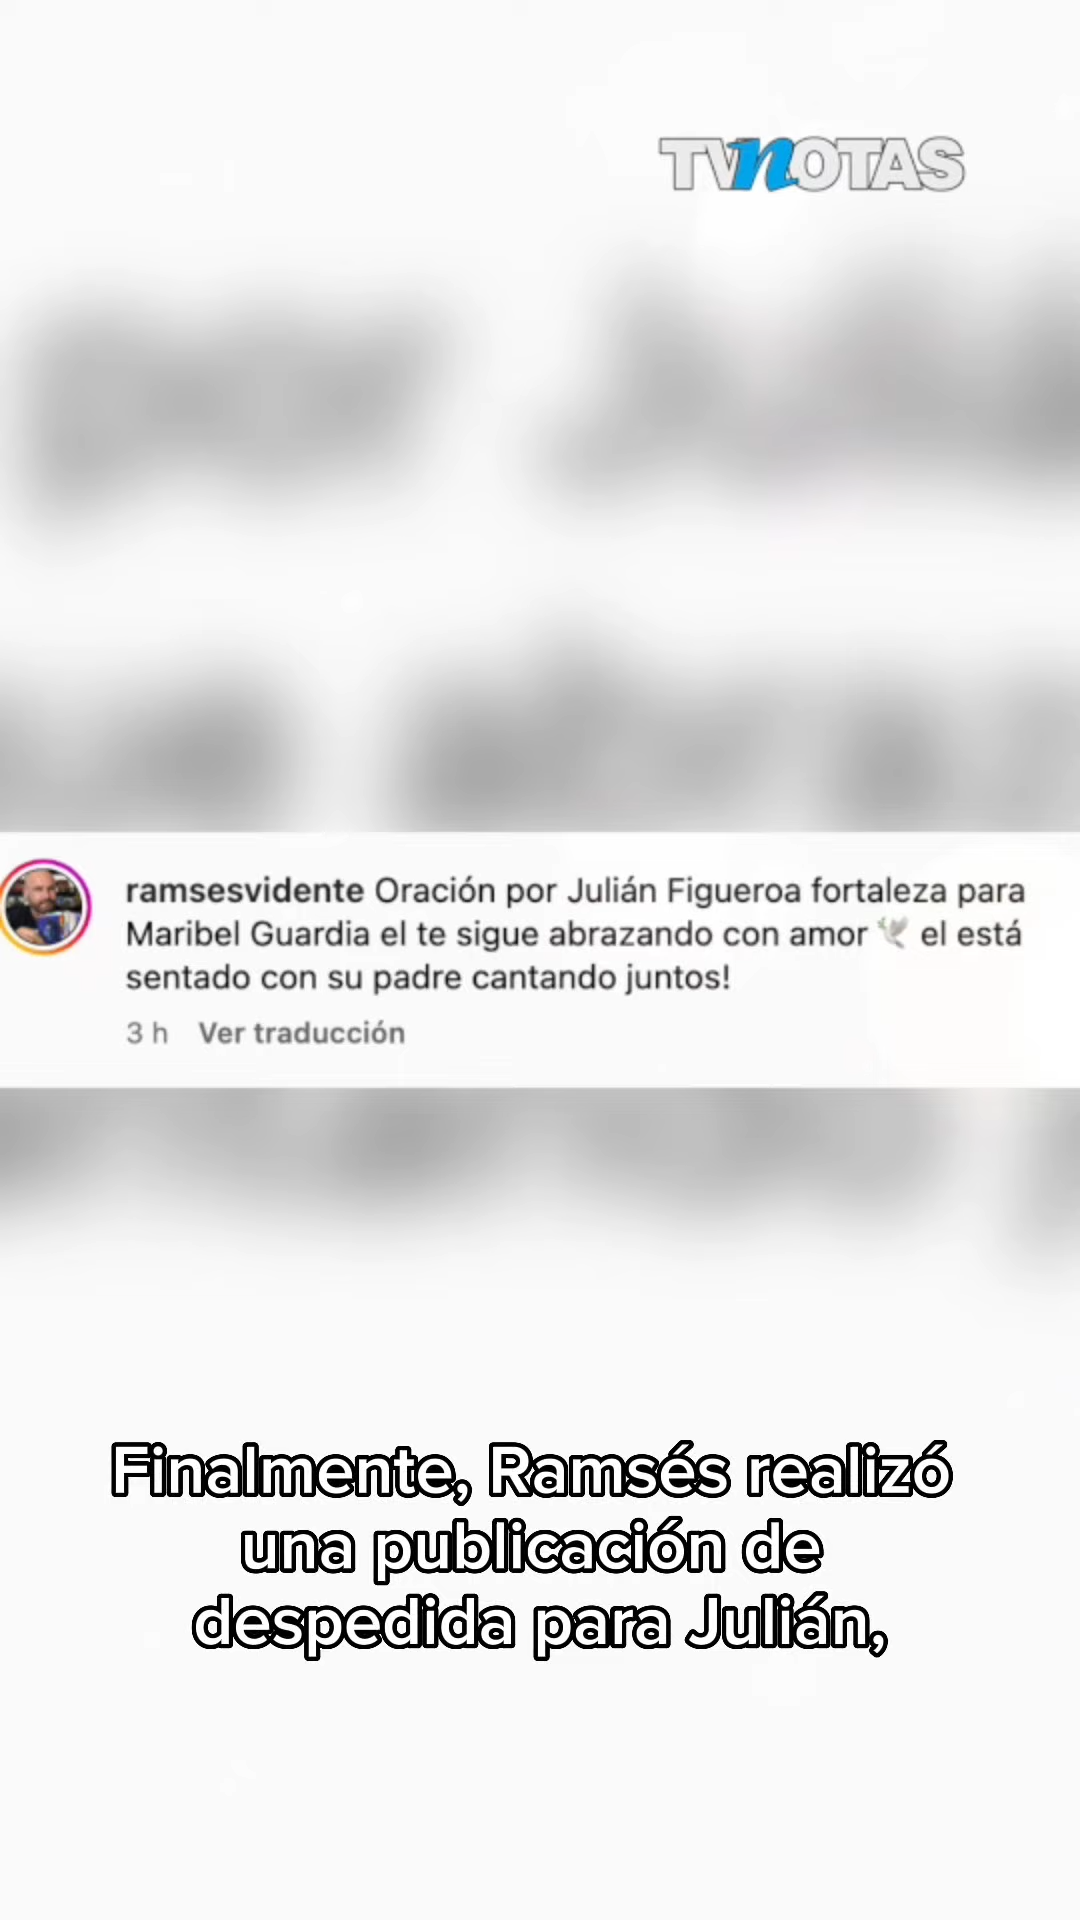 TVnOTAS
ramsesvidente Oración por Julián Figueroa fortaleza para
Maribel Guardia el te sigue abrazando con amor 🕊️ el está
sentado con su padre cantando juntos!
3 h Ver traducción
Finalmente, Ramsés realizó
una publicación de
despedida para Julián,